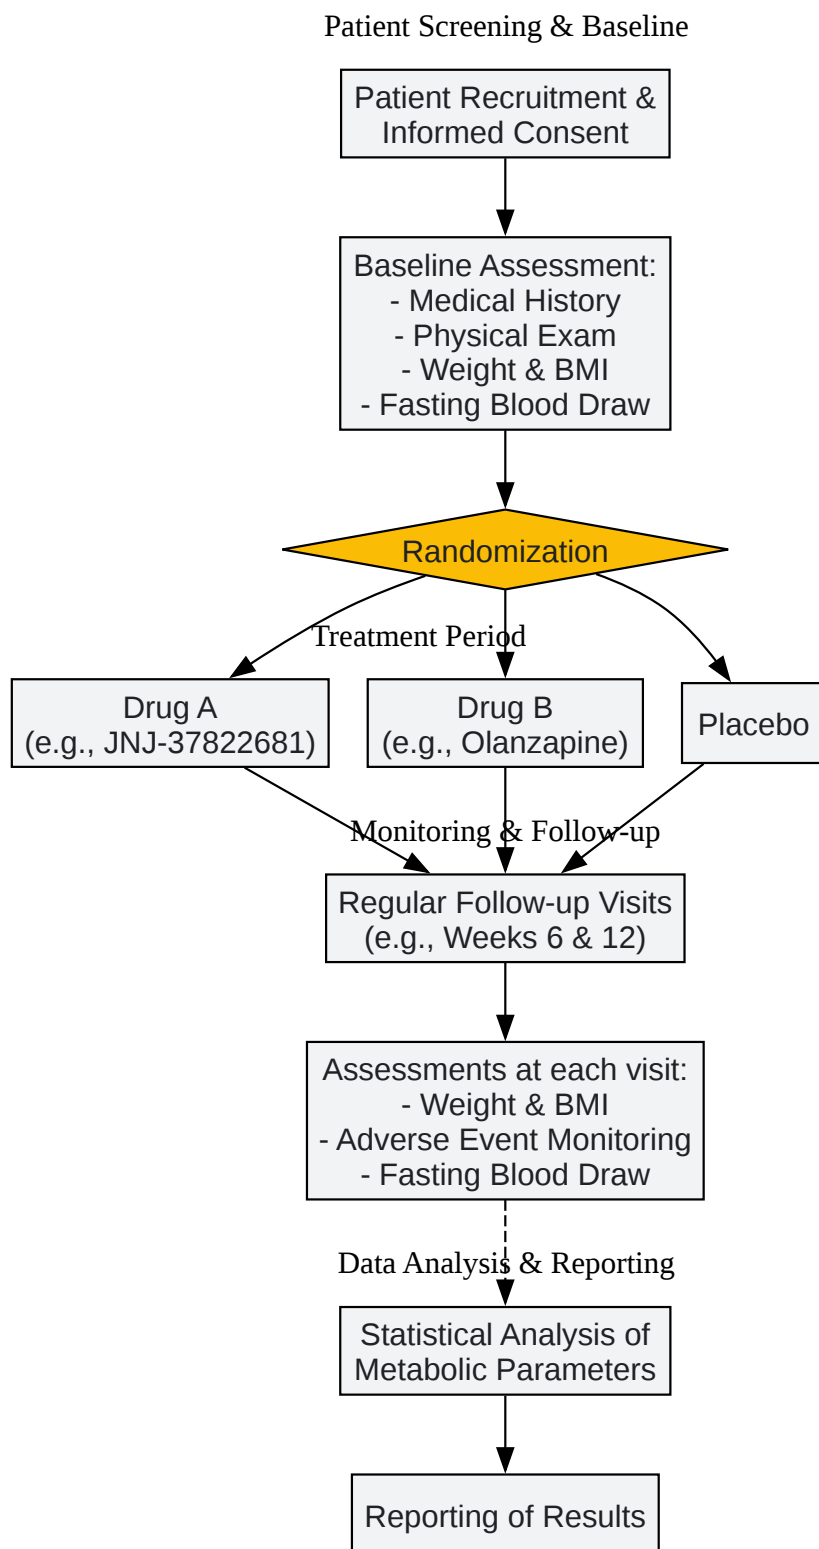 Patient Screening & Baseline
Patient Recruitment &
Informed Consent
Baseline Assessment:
- Medical History
- Physical Exam
- Weight & BMI
- Fasting Blood Draw
Randomization
Treatment Period
Drug A
(e.g., JNJ-37822681)
Drug B
(e.g., Olanzapine)
Placebo
Monitoring & Follow-up
Regular Follow-up Visits
(e.g., Weeks 6 & 12)
Assessments at each visit:
- Weight & BMI
- Adverse Event Monitoring
- Fasting Blood Draw
Data Analysis & Reporting
Statistical Analysis of
Metabolic Parameters
Reporting of Results